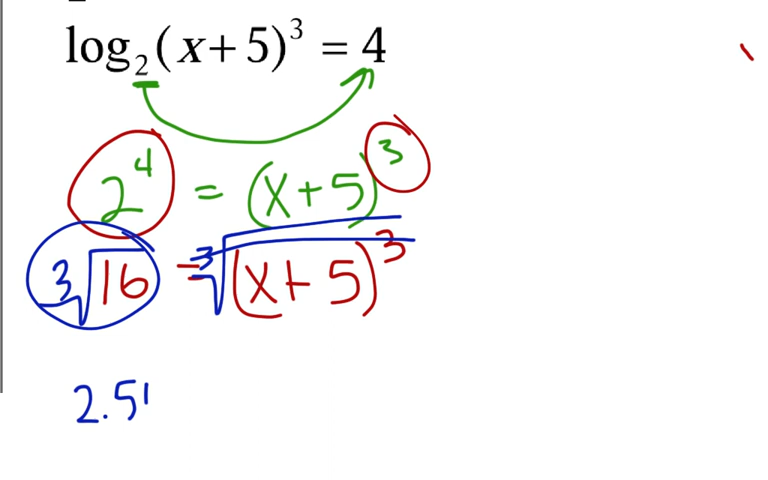 log₂(x+5)³ = 4
2⁴ = (x+5)³
∛16 = ∛(x+5)³
2.51